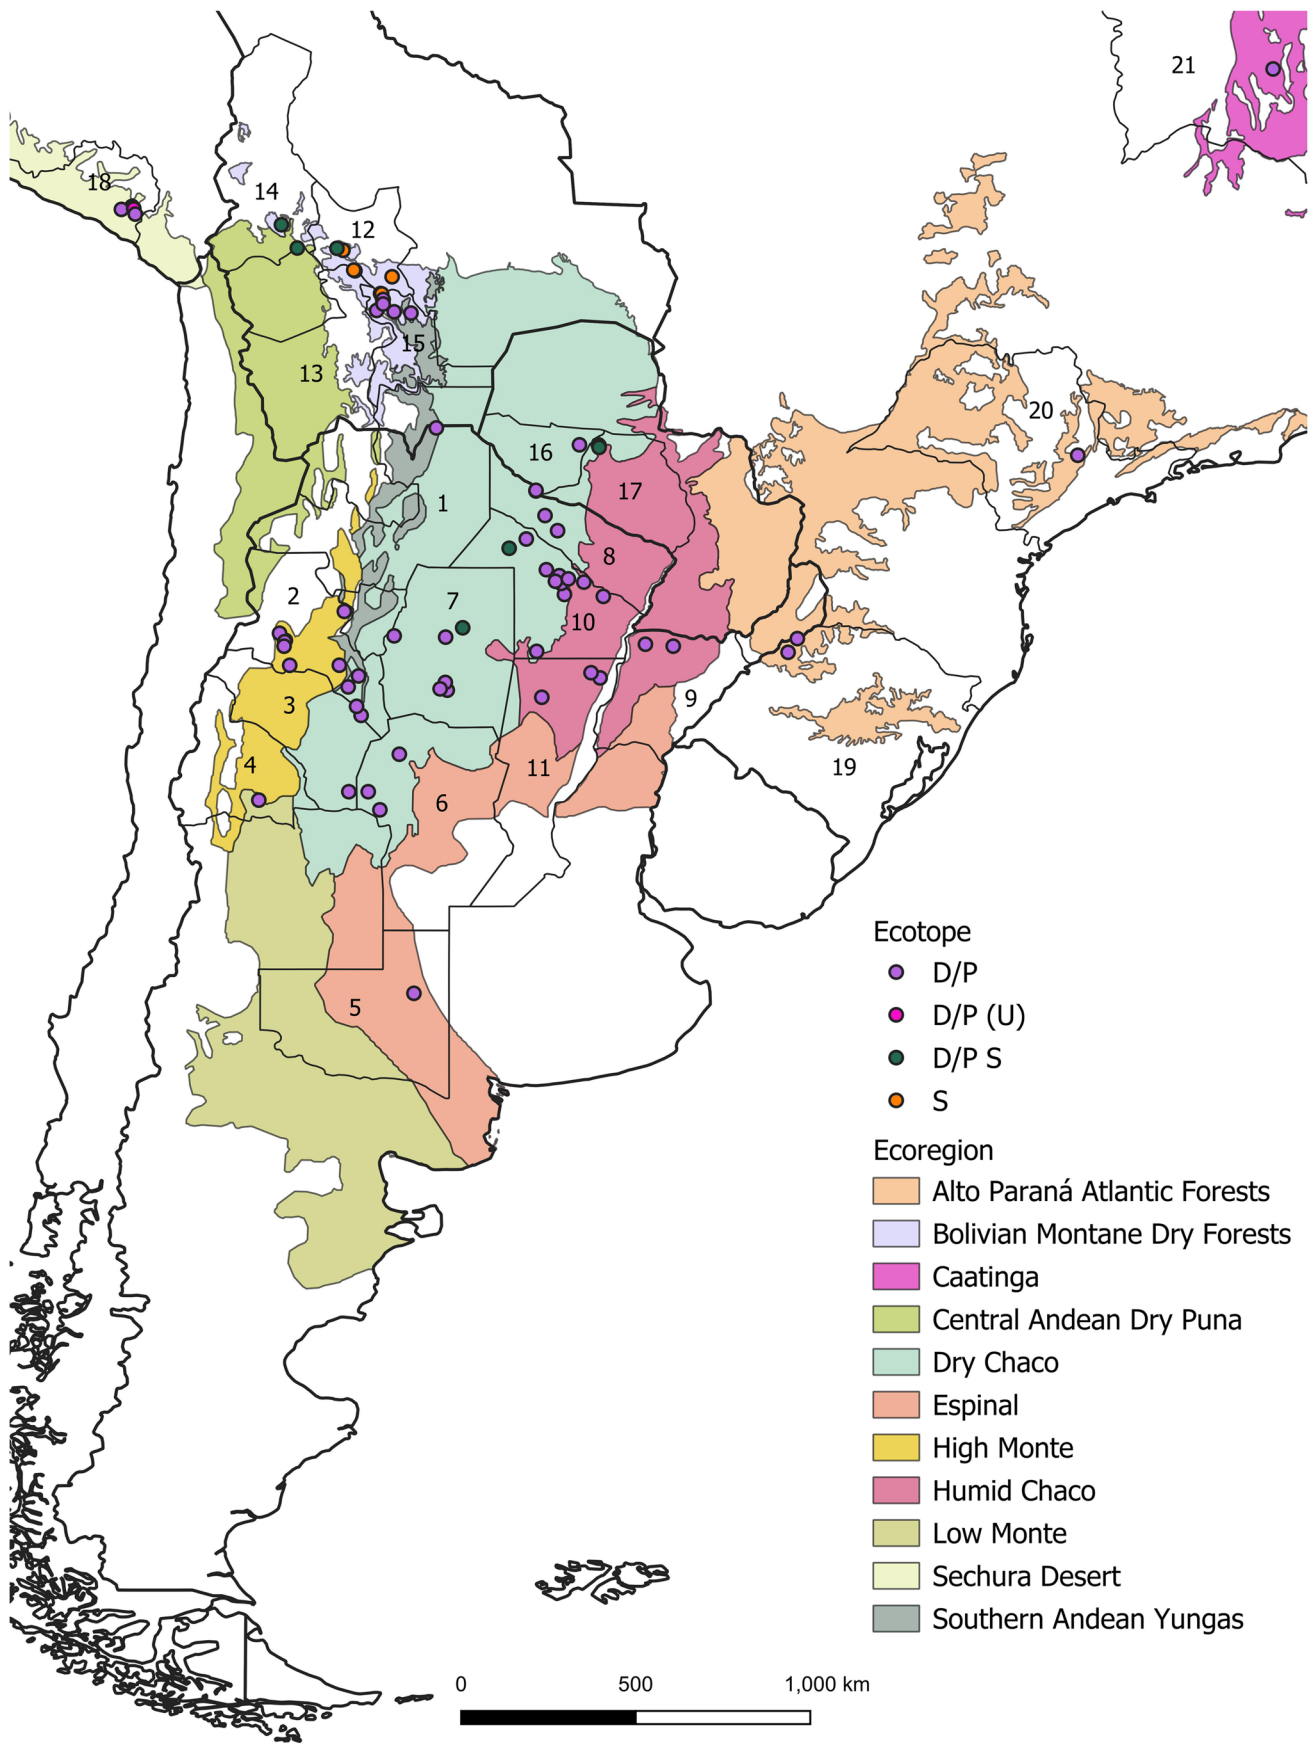 21
18
14
12
15
13
20
16
17
1
8
2
7
10
9
3
4
11
19
6
5
Ecotope
D/P
D/P (U)
D/P S
S
Ecoregion
Alto Paraná Atlantic Forests
Bolivian Montane Dry Forests
Caatinga
Central Andean Dry Puna
Dry Chaco
Espinal
High Monte
Humid Chaco
Low Monte
Sechura Desert
Southern Andean Yungas
0 500 1,000 km